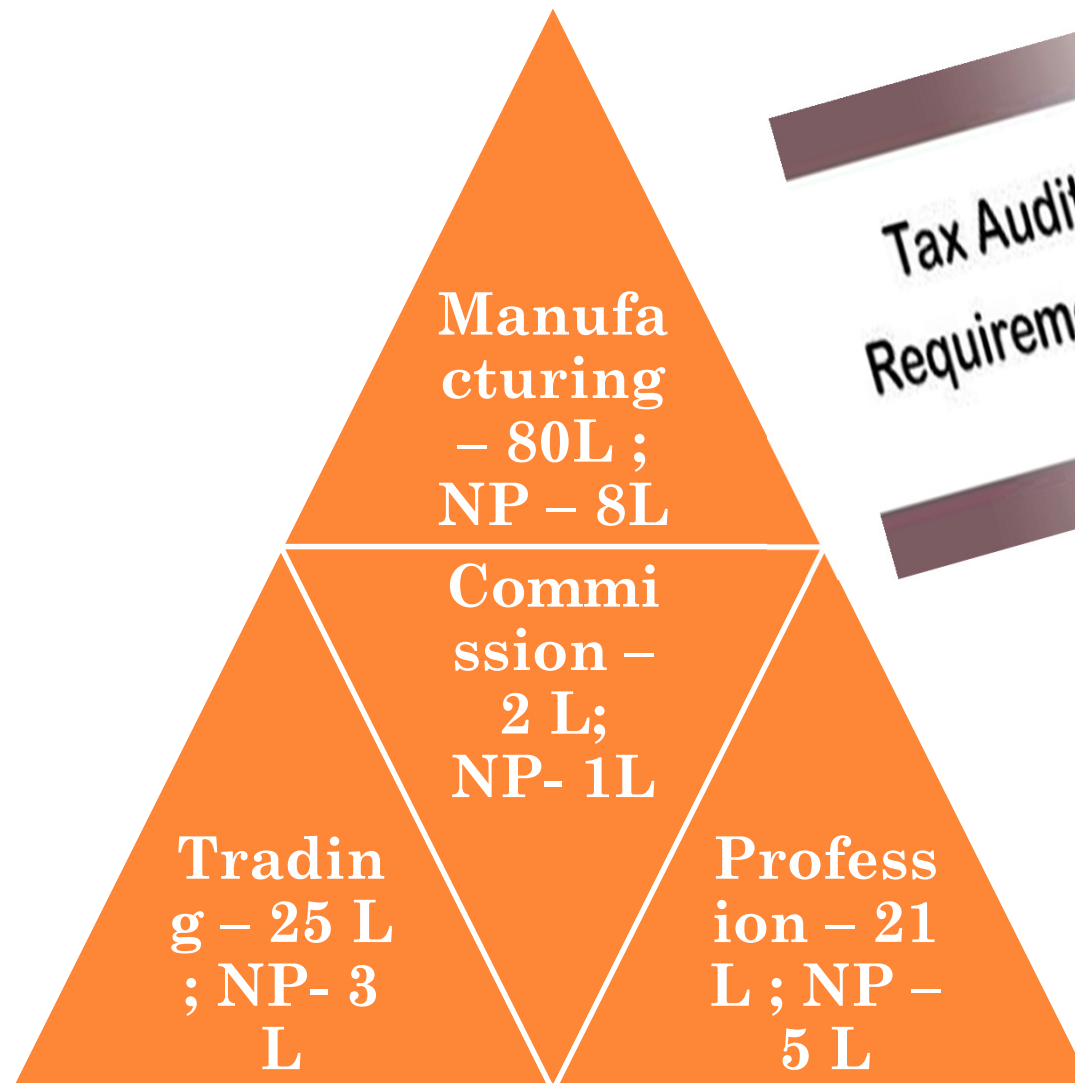 Tax Audit
Requirem
Manufa
cturing
– 80L ;
NP – 8L
Commi
ssion –
2 L;
NP- 1L
Tradin
g – 25 L
; NP- 3
L
Profess
ion – 21
L ; NP –
5 L